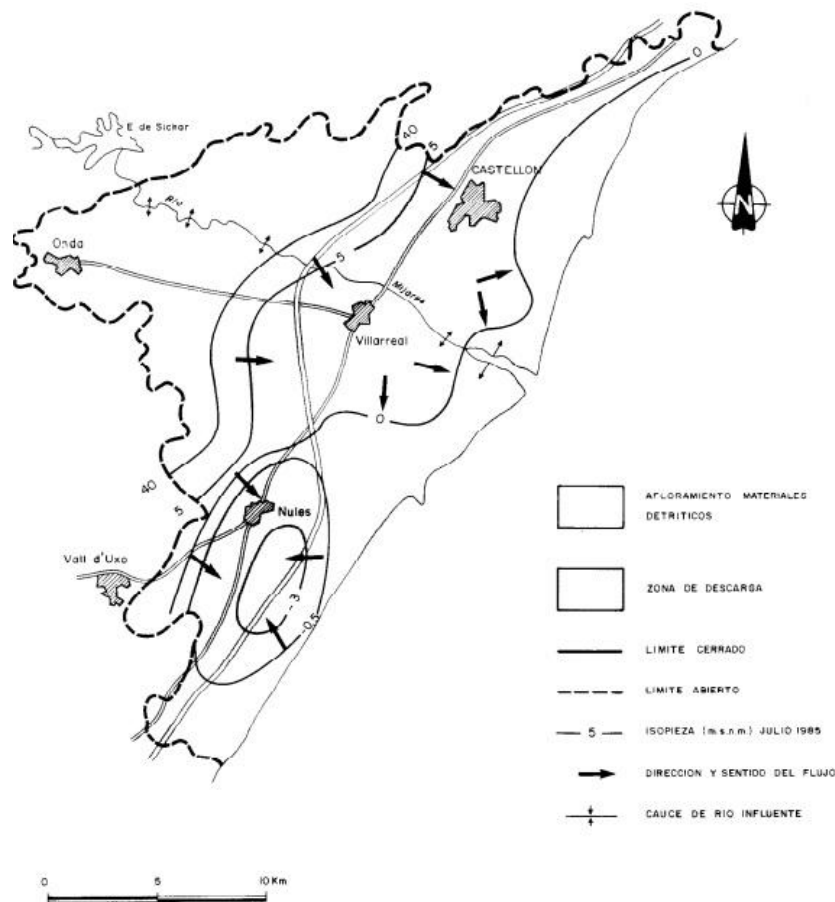 0
E de Sichar
40
5
CASTELLON
Río
N
Onda
5
Mijares
Villarreal
0
40
5
Nules
Vall d'Uxo
-3
-0,5
AFLORAMIENTO MATERIALES
DETRITICOS
ZONA DE DESCARGA
LIMITE CERRADO
LIMITE ABIERTO
5 ISOPIEZA (m.s.n.m) JULIO 1985
DIRECCION Y SENTIDO DEL FLUJO
CAUCE DE RIO INFLUENTE
0 5 10 Km